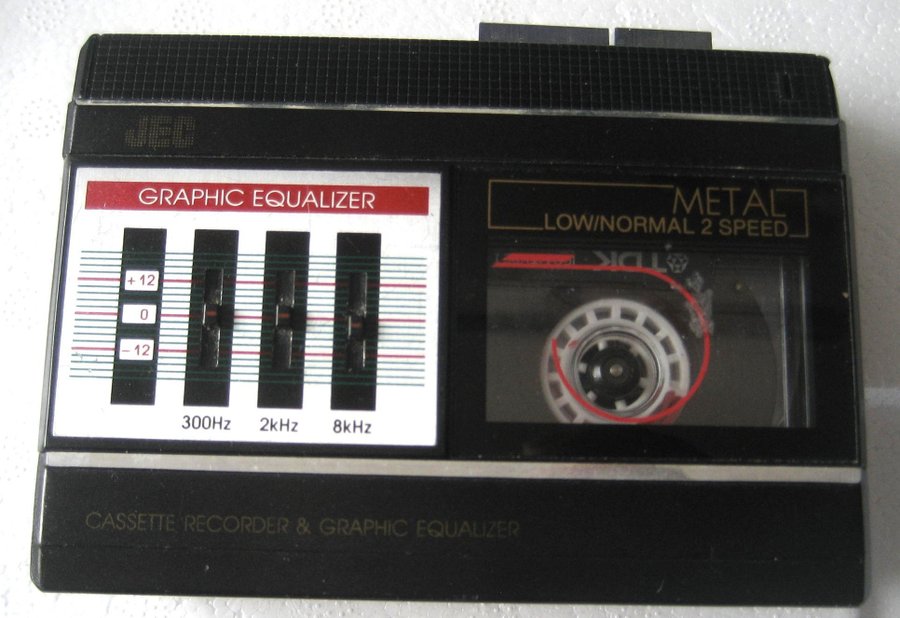 JEC
GRAPHIC EQUALIZER
METAL
LOW/NORMAL 2 SPEED
TDK
+12
0
-12
300Hz 2kHz 8kHz
CASSETTE RECORDER & GRAPHIC EQUALIZER